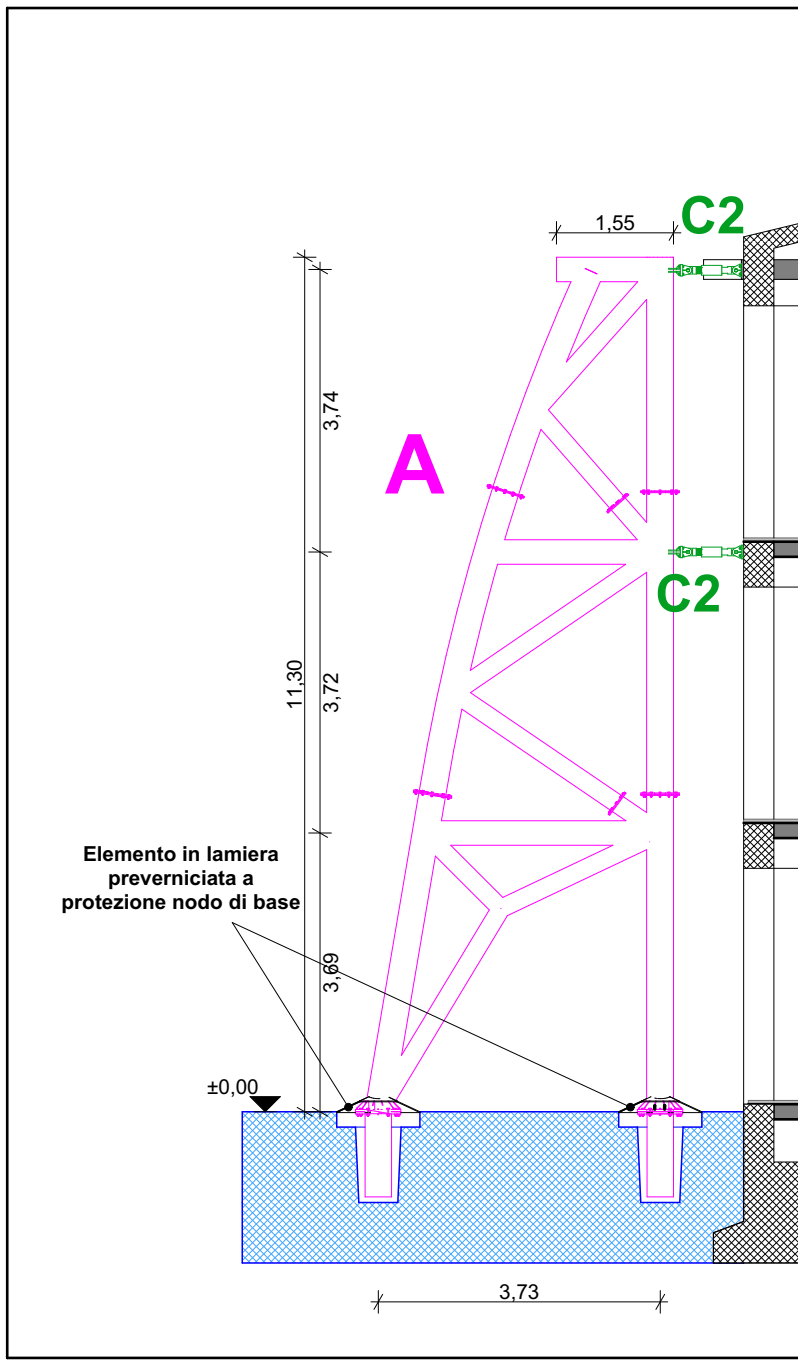 C2
1,55
3,74
A
C2
11,30
3,72
Elemento in lamiera
preverniciata a
protezione nodo di base
3,69
±0,00
3,73